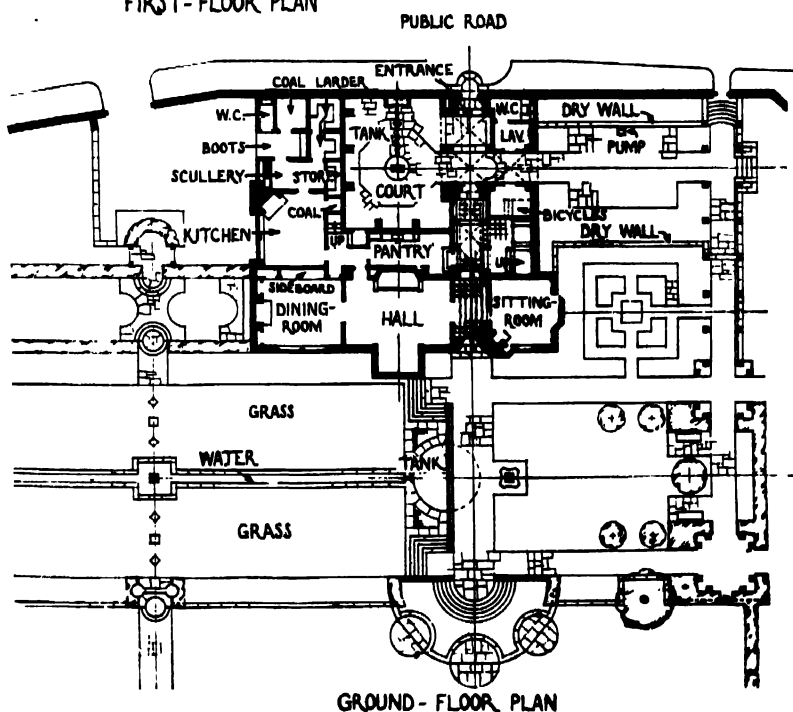 FIRST-FLOOR PLAN
PUBLIC ROAD
ENTRANCE
COAL LARDER
W.C.
W.C.
DRY WALL
TANK
LAV.
PUMP
BOOTS
SCULLERY
STORE
COURT
COAL
BICYCLES
KITCHEN
UP
PANTRY
DRY WALL
UP
SIDEBOARD
DINING-
ROOM
HALL
SITTING-
ROOM
GRASS
WATER
TANK
GRASS
GROUND-FLOOR PLAN